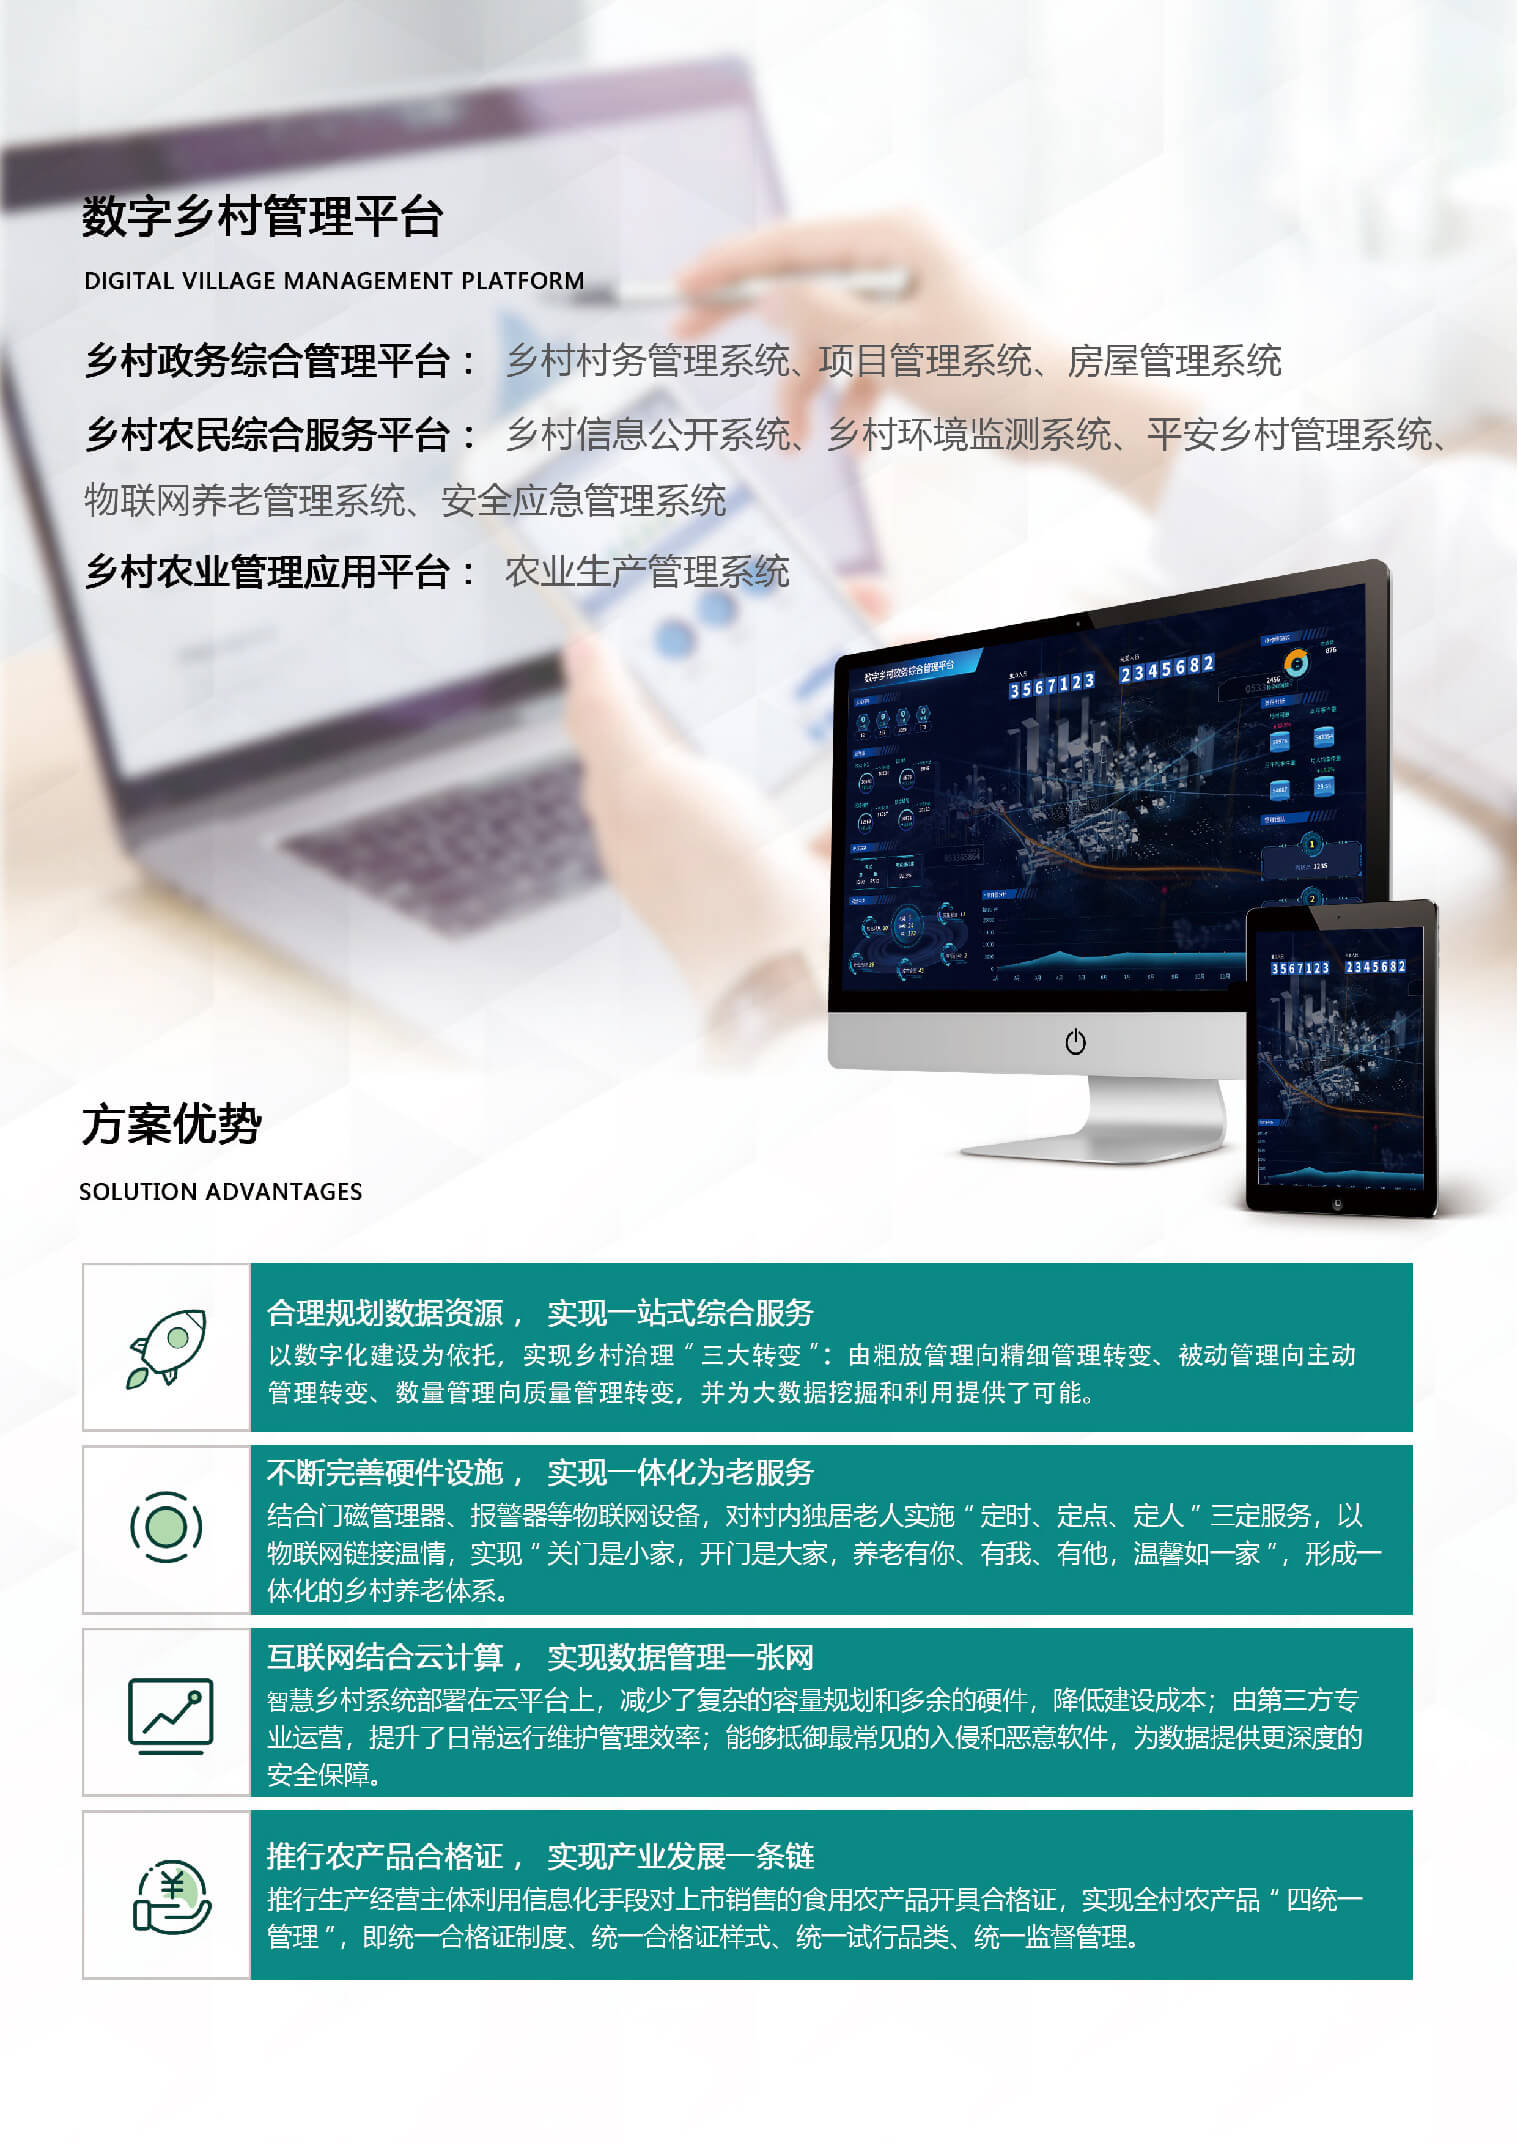 数字乡村管理平台
DIGITAL VILLAGE MANAGEMENT PLATFORM
乡村政务综合管理平台： 乡村村务管理系统、项目管理系统、房屋管理系统
乡村农民综合服务平台： 乡村信息公开系统、乡村环境监测系统、平安乡村管理系统、
物联网养老管理系统、安全应急管理系统
乡村农业管理应用平台： 农业生产管理系统
数字乡村政务综合管理平台
3567123
2345682
3567123 2345682
方案优势
SOLUTION ADVANTAGES
合理规划数据资源， 实现一站式综合服务
以数字化建设为依托，实现乡村治理“三大转变”：由粗放管理向精细管理转变、被动管理向主动
管理转变、数量管理向质量管理转变，并为大数据挖掘和利用提供了可能。
不断完善硬件设施， 实现一体化为老服务
结合门磁管理器、报警器等物联网设备，对村内独居老人实施“定时、定点、定人”三定服务，以
物联网链接温情，实现“关门是小家，开门是大家，养老有你、有我、有他，温馨如一家”，形成一
体化的乡村养老体系。
互联网结合云计算， 实现数据管理一张网
智慧乡村系统部署在云平台上，减少了复杂的容量规划和多余的硬件，降低建设成本；由第三方专
业运营，提升了日常运行维护管理效率；能够抵御最常见的入侵和恶意软件，为数据提供更深度的
安全保障。
推行农产品合格证， 实现产业发展一条链
推行生产经营主体利用信息化手段对上市销售的食用农产品开具合格证，实现全村农产品“四统一
管理”，即统一合格证制度、统一合格证样式、统一试行品类、统一监督管理。